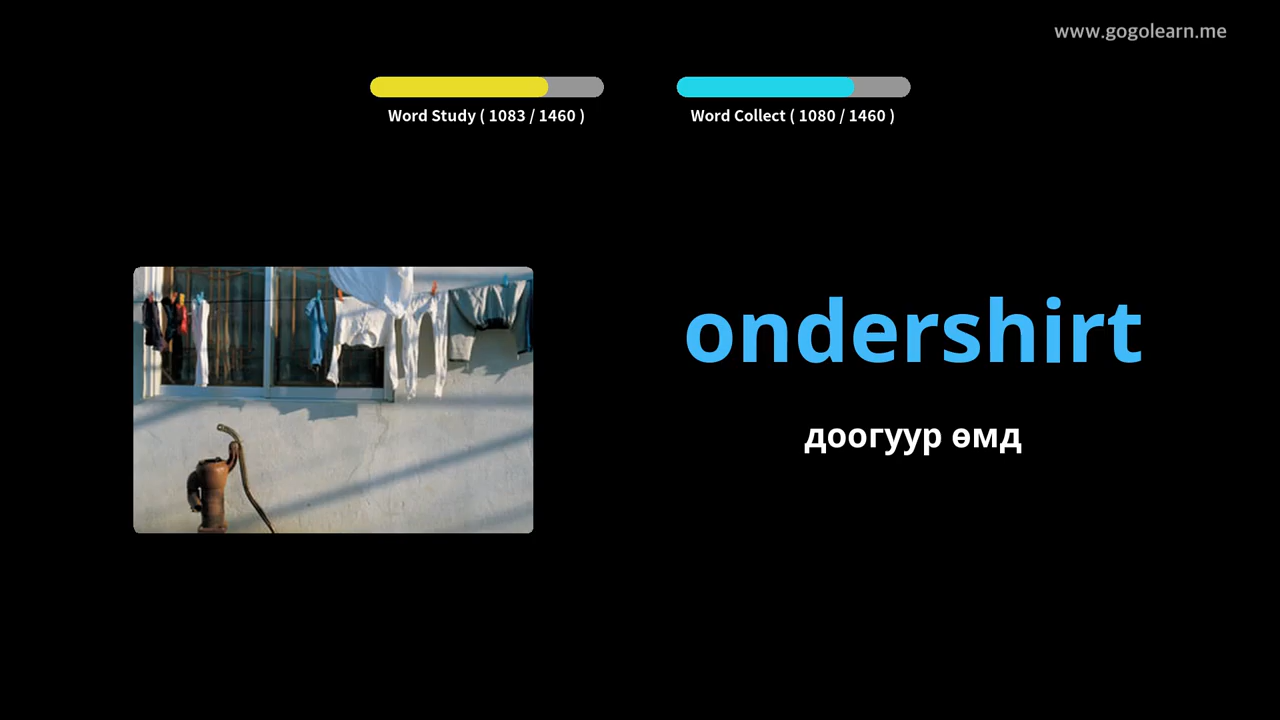 www.gogolearn.me
Word Study ( 1083 / 1460 )
Word Collect ( 1080 / 1460 )
ondershirt
доогуур өмд